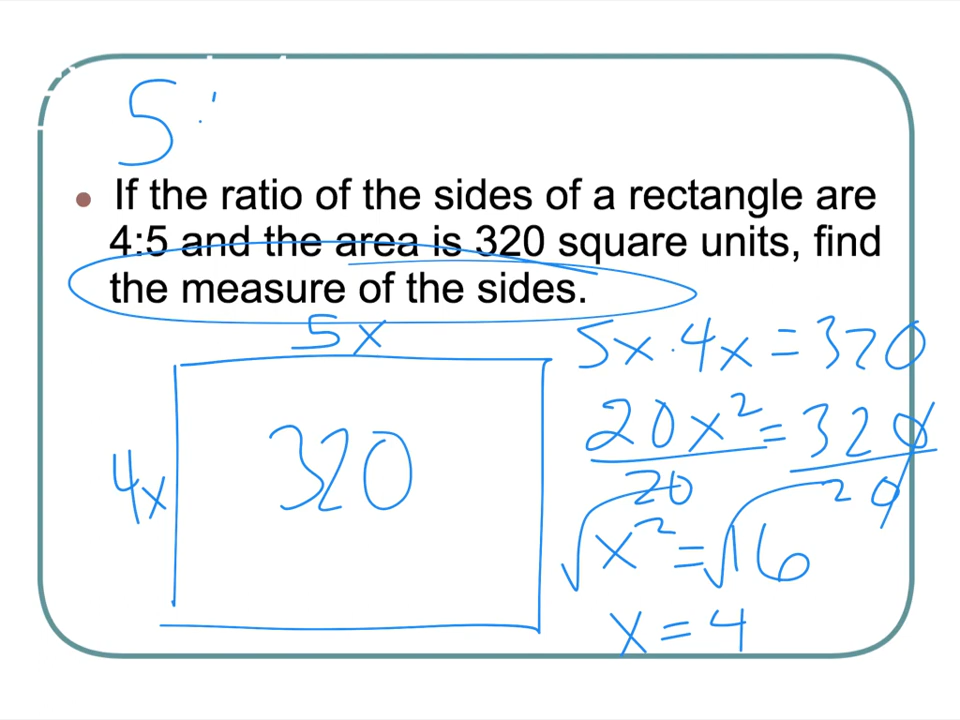 5:
If the ratio of the sides of a rectangle are
4:5 and the area is 320 square units, find
the measure of the sides.
5x
4x
320
5x·4x=320
20x²=320
20 20
√x²=√16
x=4